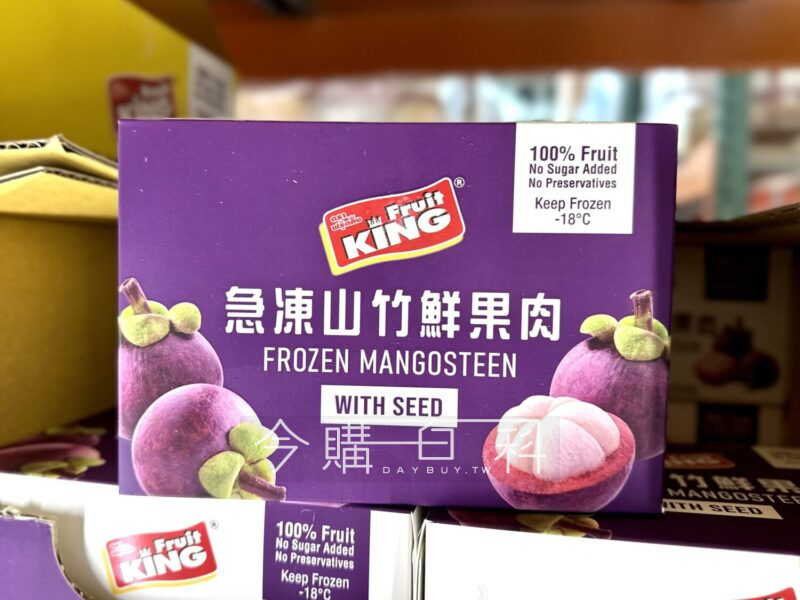 Fruit
100% Fruit
No Sugar Added
No Preservatives
Keep Frozen
-18°C
Fruit
KING
®
急凍山竹鮮果肉
FROZEN MANGOSTEEN
WITH SEED
今購百科
DAYBUY.TW
MANGOSTEE
WITH SEED
Fruit
KING
®
100% Fruit
No Sugar Added
No Preservatives
Keep Frozen
-18°C